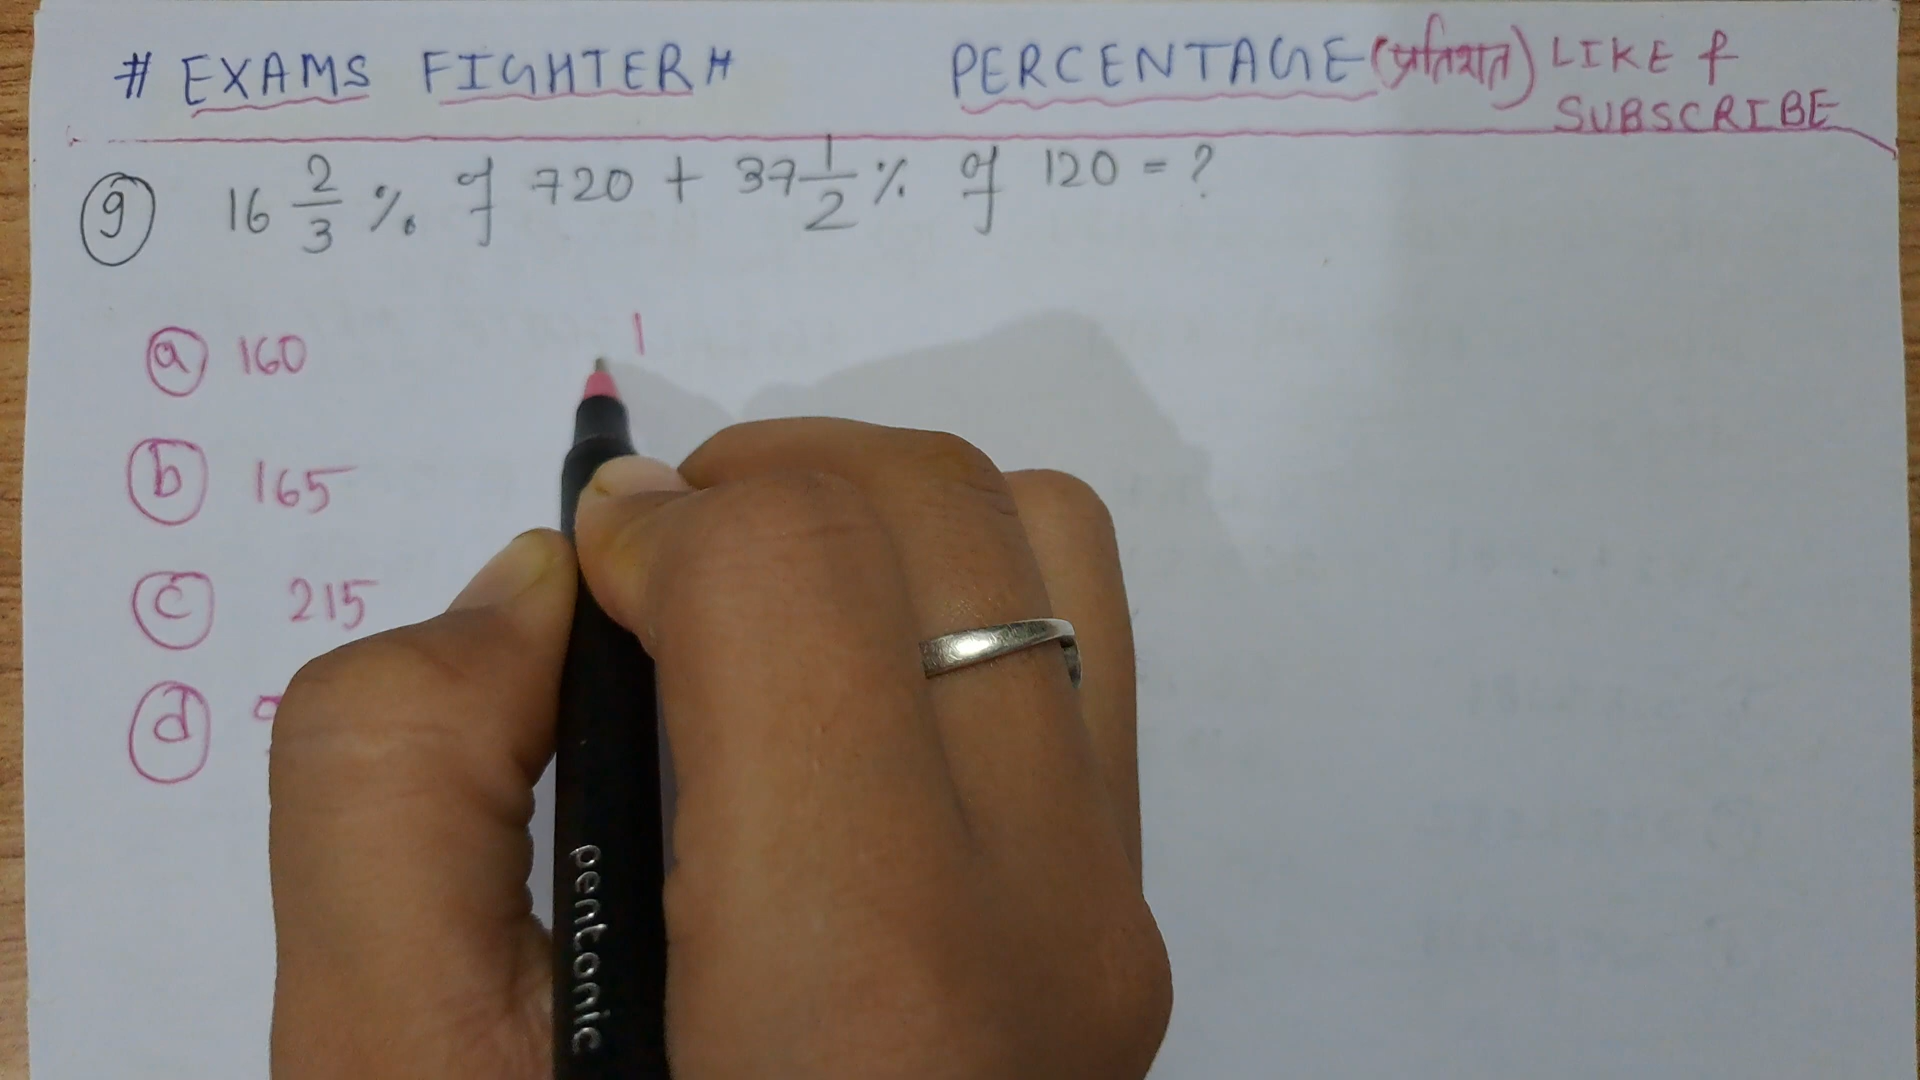 # EXAMS FIGHTER # PERCENTAGE (प्रतिशत) LIKE & SUBSCRIBE
9 16 2/3 % of 720 + 37 1/2 % of 120 = ?
a 160
b 165
c 215
d
1
pentonic